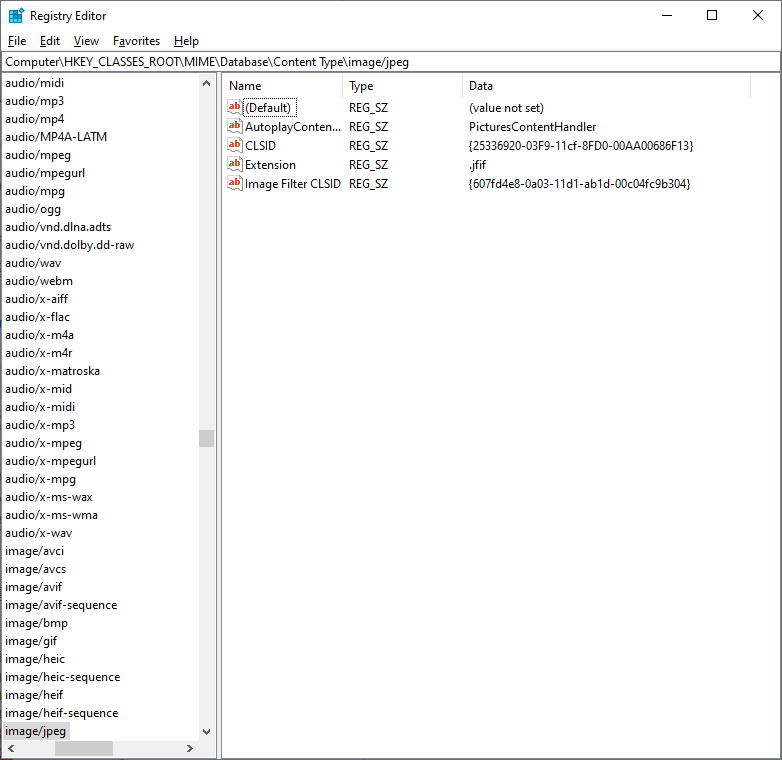 Registry Editor
File Edit View Favorites Help
Computer\HKEY_CLASSES_ROOT\MIME\Database\Content Type\image/jpeg
audio/midi
audio/mp3
audio/mp4
audio/MP4A-LATM
audio/mpeg
audio/mpegurl
audio/mpg
audio/ogg
audio/vnd.dlna.adts
audio/vnd.dolby.dd-raw
audio/wav
audio/webm
audio/x-aiff
audio/x-flac
audio/x-m4a
audio/x-m4r
audio/x-matroska
audio/x-mid
audio/x-midi
audio/x-mp3
audio/x-mpeg
audio/x-mpegurl
audio/x-mpg
audio/x-ms-wax
audio/x-ms-wma
audio/x-wav
image/avci
image/avcs
image/avif
image/avif-sequence
image/bmp
image/gif
image/heic
image/heic-sequence
image/heif
image/heif-sequence
image/jpeg
Name Type Data
ab (Default) REG_SZ (value not set)
ab AutoplayConten... REG_SZ PicturesContentHandler
ab CLSID REG_SZ {25336920-03F9-11cf-8FD0-00AA00686F13}
ab Extension REG_SZ .jfif
ab Image Filter CLSID REG_SZ {607fd4e8-0a03-11d1-ab1d-00c04fc9b304}